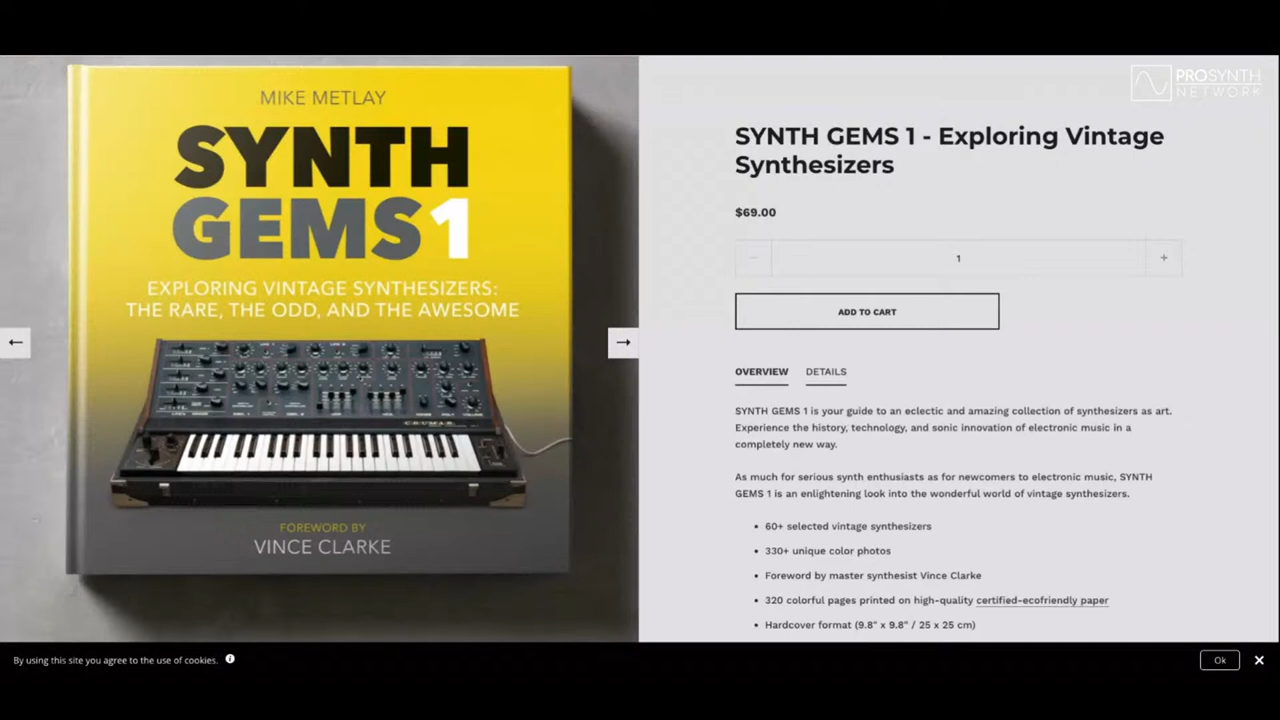 MIKE METLAY
SYNTH
GEMS 1
EXPLORING VINTAGE SYNTHESIZERS:
THE RARE, THE ODD, AND THE AWESOME
CRUMAR
FOREWORD BY
VINCE CLARKE
PROSYNTH
NETWORK
SYNTH GEMS 1 - Exploring Vintage
Synthesizers
$69.00
1
ADD TO CART
OVERVIEW DETAILS
SYNTH GEMS 1 is your guide to an eclectic and amazing collection of synthesizers as art.
Experience the history, technology, and sonic innovation of electronic music in a
completely new way.
As much for serious synth enthusiasts as for newcomers to electronic music, SYNTH
GEMS 1 is an enlightening look into the wonderful world of vintage synthesizers.
• 60+ selected vintage synthesizers
• 330+ unique color photos
• Foreword by master synthesist Vince Clarke
• 320 colorful pages printed on high-quality certified-ecofriendly paper
• Hardcover format (9.8" x 9.8" / 25 x 25 cm)
By using this site you agree to the use of cookies.
Ok